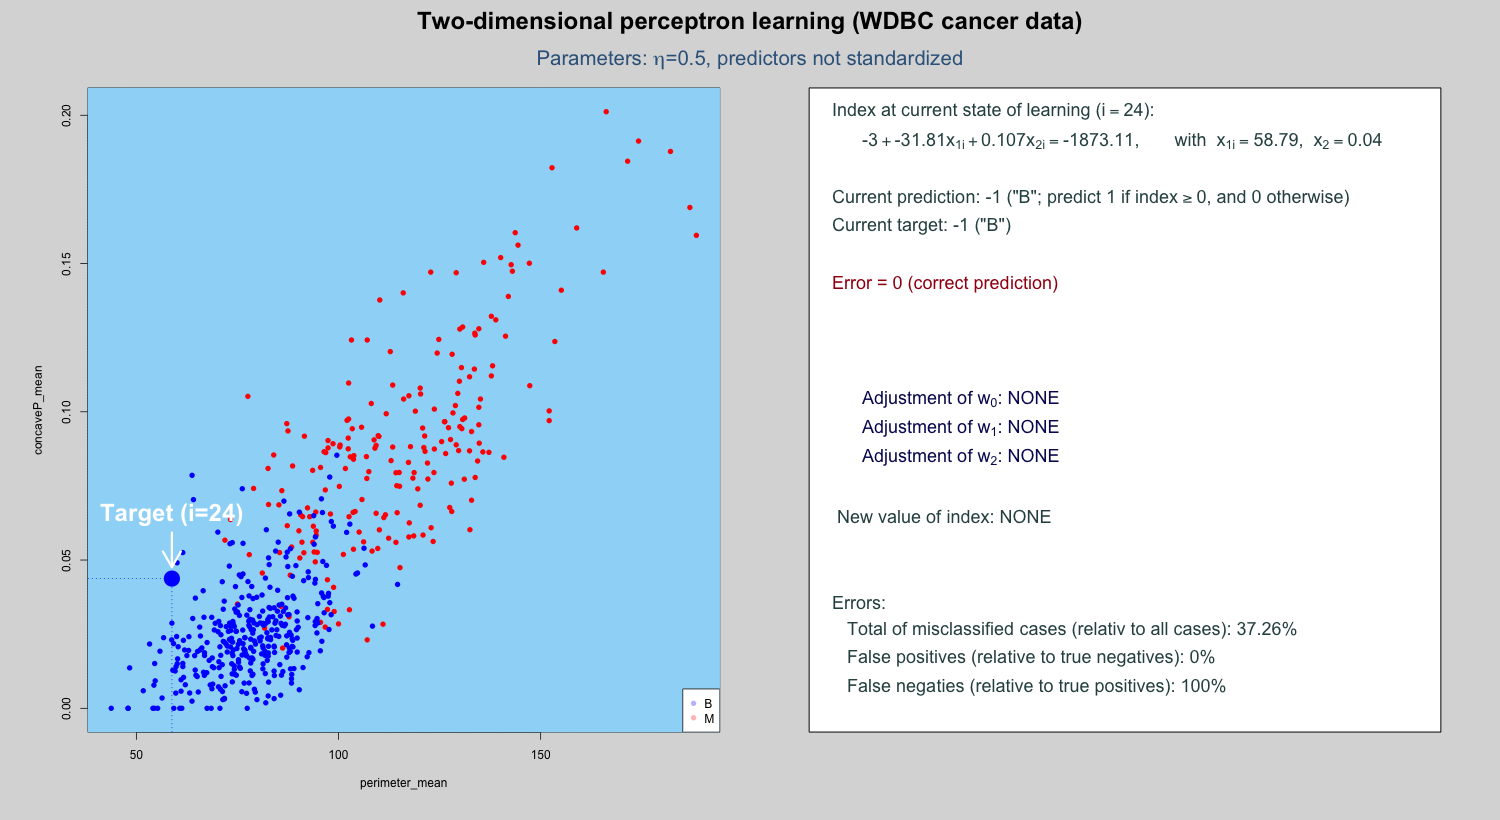 Two-dimensional perceptron learning (WDBC cancer data)
Parameters: η=0.5, predictors not standardized
0.20
0.15
0.10
0.05
0.00
concaveP_mean
Target (i=24)
B
M
50
100
150
perimeter_mean
Index at current state of learning (i = 24):
-3 + -31.81x1i + 0.107x2i = -1873.11, with x1i = 58.79, x2 = 0.04
Current prediction: -1 ("B"; predict 1 if index ≥ 0, and 0 otherwise)
Current target: -1 ("B")
Error = 0 (correct prediction)
Adjustment of w0: NONE
Adjustment of w1: NONE
Adjustment of w2: NONE
New value of index: NONE
Errors:
Total of misclassified cases (relativ to all cases): 37.26%
False positives (relative to true negatives): 0%
False negaties (relative to true positives): 100%